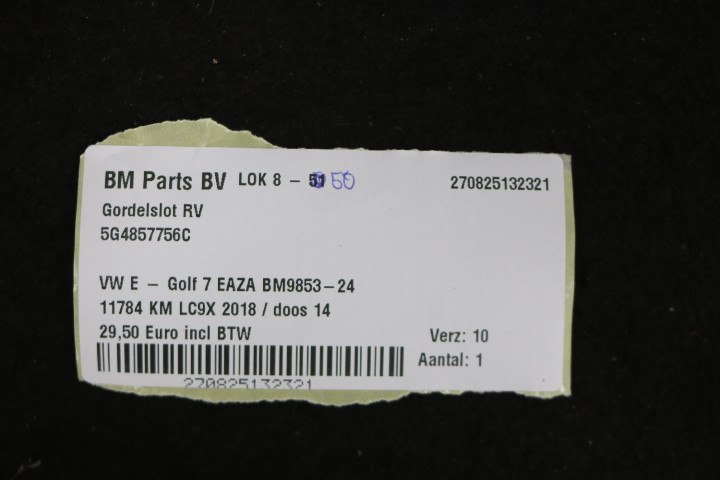 BM Parts BV LOK 8 - 50 270825132321
Gordelslot RV
5G4857756C
VW E - Golf 7 EAZA BM9853-24
11784 KM LC9X 2018 / doos 14
29,50 Euro incl BTW Verz: 10
Aantal: 1
270825132321